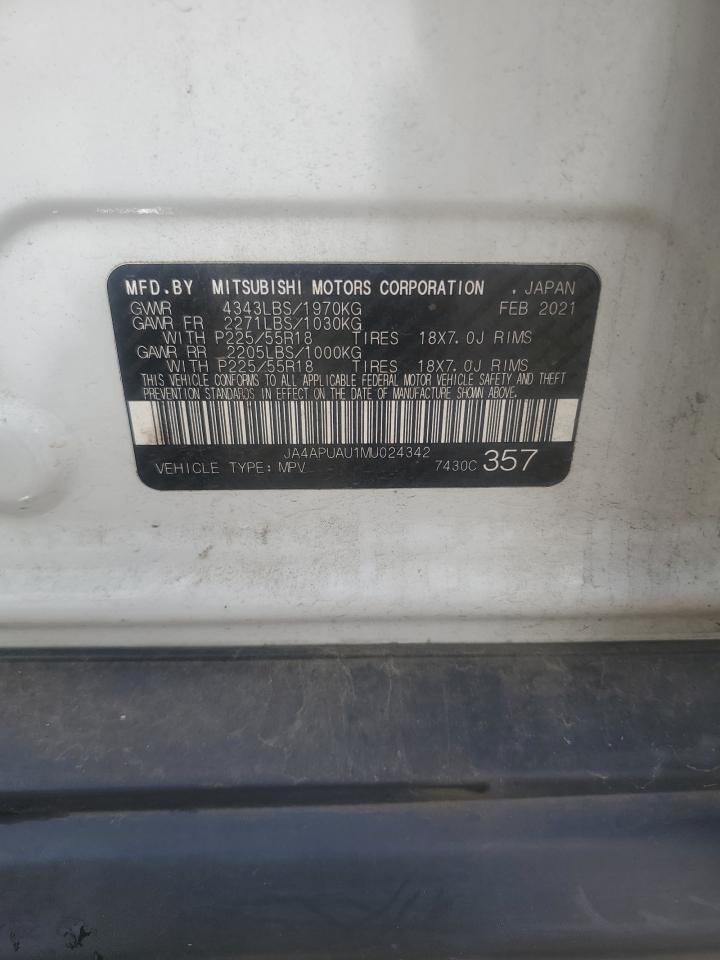 MFD.BY MITSUBISHI MOTORS CORPORATION . JAPAN
GVWR 4343LBS/1970KG FEB 2021
GAWR FR 2271LBS/1030KG
WITH P225/55R18 TIRES 18X7.0J RIMS
GAWR RR 2205LBS/1000KG
WITH P225/55R18 TIRES 18X7.0J RIMS
THIS VEHICLE CONFORMS TO ALL APPLICABLE FEDERAL MOTOR VEHICLE SAFETY AND THEFT
PREVENTION STANDARDS IN EFFECT ON THE DATE OF MANUFACTURE SHOWN ABOVE.
JA4APUAU1MU024342
VEHICLE TYPE: MPV 7430C 357